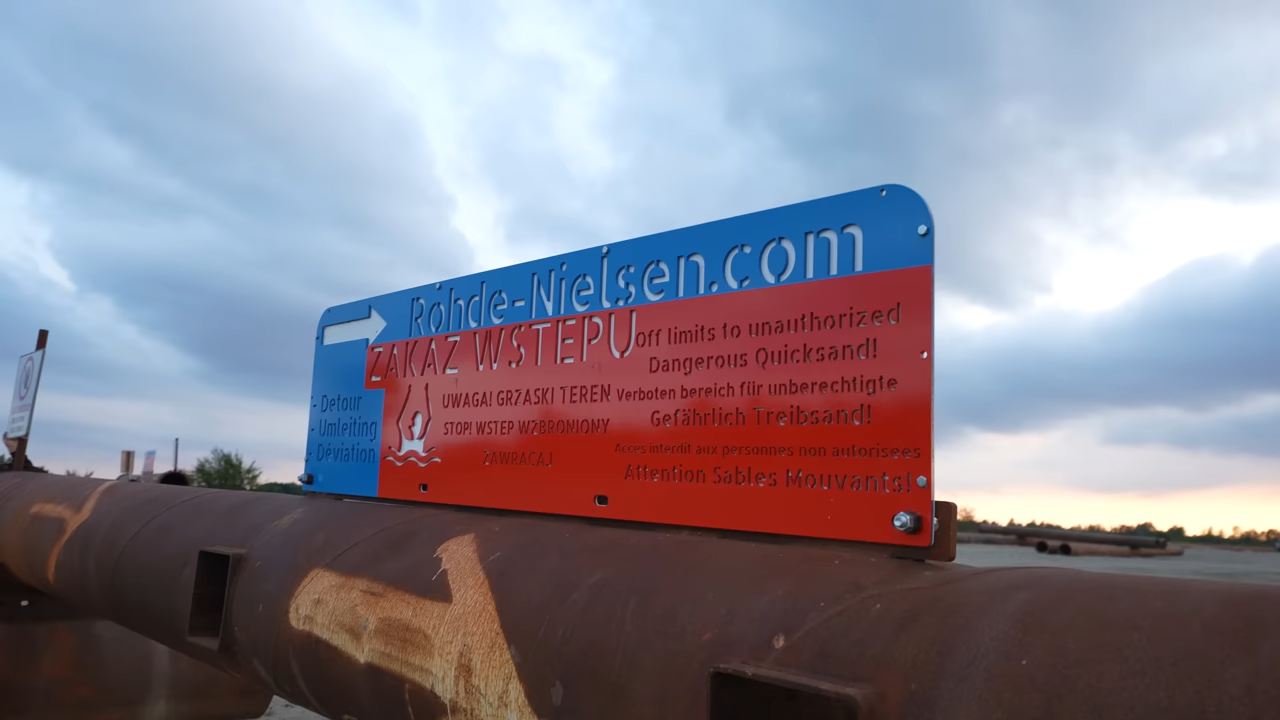 Rohde-Nielsen.com
ZAKAZ WSTEPU
- Detour
- Umleiting
- Déviation
UWAGA! GRZASKI TEREN
STOP! WSTEP WZBRONIONY
ZAWRACAJ
Off limits to unauthorized
Dangerous Quicksand!
Verboten bereich für unberechtigte
Gefährlich Treibsand!
Acces interdit aux personnes non autorisees
Attention Sables Mouvants!